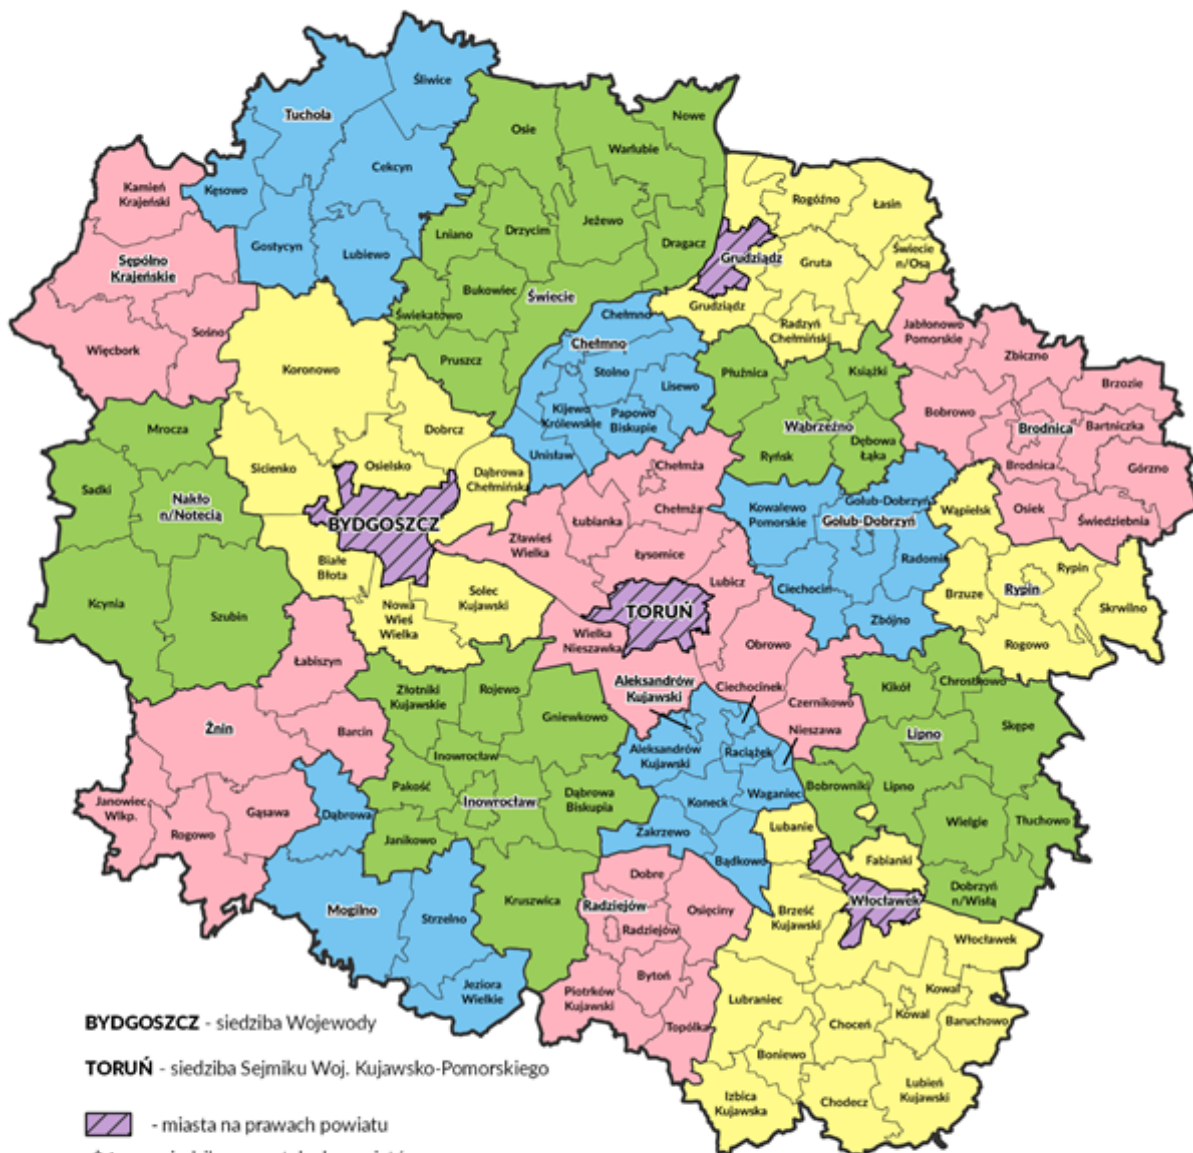 Śliwice
Tuchola
Cekcyn
Kęsowo
Gostycyn
Lubiewo
Kamień
Krajeński
Sępólno
Krajeńskie
Więcbork
Sośno
Osie
Nowe
Warlubie
Lniano
Drzycim
Jeżewo
Dragacz
Bukowiec
Świecie
Świekatowo
Pruszcz
Rogóźno
Łasin
Grudziądz
Gruta
Świecie
n/Osą
Grudziądz
Radzyń
Chełmiński
Chełmno
Chełmno
Stolno
Lisewo
Kijewo
Królewskie
Papowo
Biskupie
Unisław
Płużnica
Książki
Wąbrzeźno
Ryńsk
Dębowa
Łąka
Jabłonowo
Pomorskie
Zbiczno
Brzozie
Bobrowo
Brodnica
Bartniczka
Brodnica
Górzno
Osiek
Świedziebnia
Koronowo
Dobrcz
Sicienko
Osielsko
Dąbrowa
Chełmińska
BYDGOSZCZ
Białe
Błota
Nowa
Wieś
Wielka
Solec
Kujawski
Mrocza
Sadki
Nakło
n/Notecią
Kcynia
Szubin
Chełmża
Chełmża
Łubianka
Zławieś
Wielka
Łysomice
Lubicz
TORUŃ
Wielka
Nieszawka
Obrowo
Czernikowo
Kowalewo
Pomorskie
Golub-Dobrzyń
Golub-Dobrzyń
Radomin
Ciechocin
Zbójno
Wąpielsk
Rypin
Rypin
Brzuze
Skrwilno
Rogowo
Łabiszyn
Żnin
Barcin
Janowiec
Wlkp.
Rogowo
Gąsawa
Złotniki
Kujawskie
Rojewo
Gniewkowo
Inowrocław
Pakość
Inowrocław
Dąbrowa
Biskupia
Janikowo
Kruszwica
Aleksandrów
Kujawski
Ciechocinek
Nieszawa
Aleksandrów
Kujawski
Raciążek
Waganiec
Koneck
Zakrzewo
Bądkowo
Kikół
Chrostkowo
Skępe
Lipno
Bobrowniki
Lipno
Wielgie
Tłuchowo
Dobrzyń
n/Wisłą
Dąbrowa
Mogilno
Strzelno
Jeziora
Wielkie
Dobre
Radziejów
Osięciny
Radziejów
Bytoń
Piotrków
Kujawski
Topólka
Lubanie
Fabianki
Włocławek
Brześć
Kujawski
Włocławek
Lubraniec
Kowal
Kowal
Choceń
Baruchowo
Boniewo
Izbica
Kujawska
Chodecz
Lubień
Kujawski
BYDGOSZCZ - siedziba Wojewody
TORUŃ - siedziba Sejmiku Woj. Kujawsko-Pomorskiego
- miasta na prawach powiatu